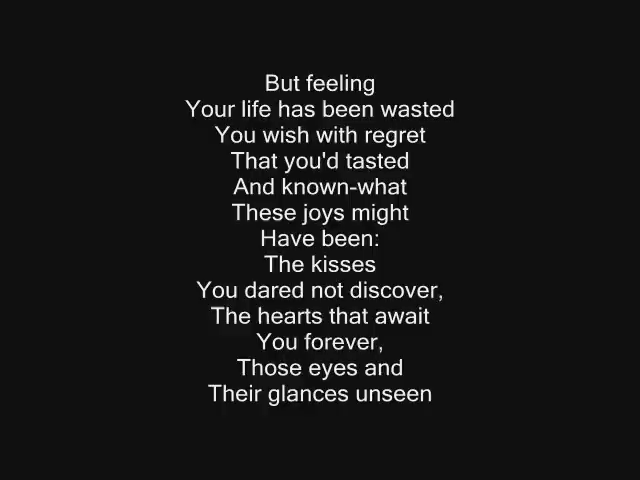 But feeling
Your life has been wasted
You wish with regret
That you'd tasted
And known-what
These joys might
Have been:
The kisses
You dared not discover,
The hearts that await
You forever,
Those eyes and
Their glances unseen